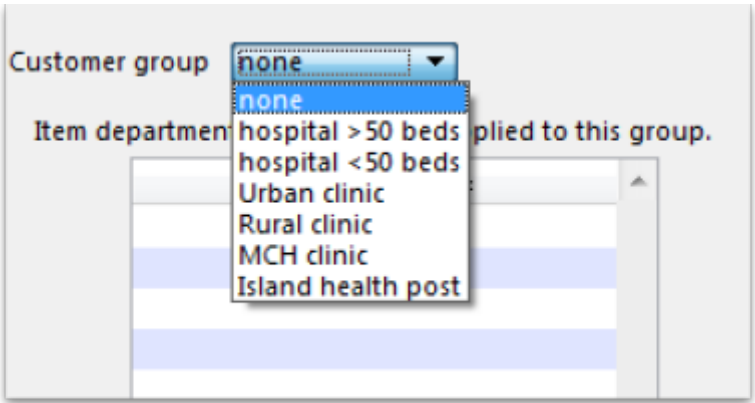 Customer group none
none
Item department plied to this group.
hospital >50 beds
hospital <50 beds
Urban clinic
Rural clinic
MCH clinic
Island health post